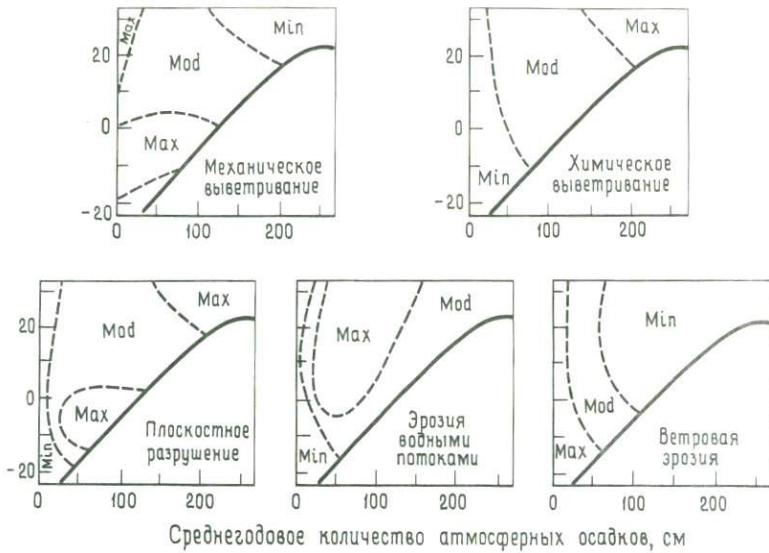 Max
Min
20
Mod
0
Max
Механическое
выветривание
-20
0 100 200
Max
20
Mod
0
Min
Химическое
выветривание
-20
0 100 200
Max
20
Mod
0
Max
Плоскостное
разрушение
Min
-20
0 100 200
Mod
Max
Эрозия
водными
потоками
Min
0 100 200
Min
Mod
Ветровая
эрозия
Max
0 100 200
Среднегодовое количество атмосферных осадков, см